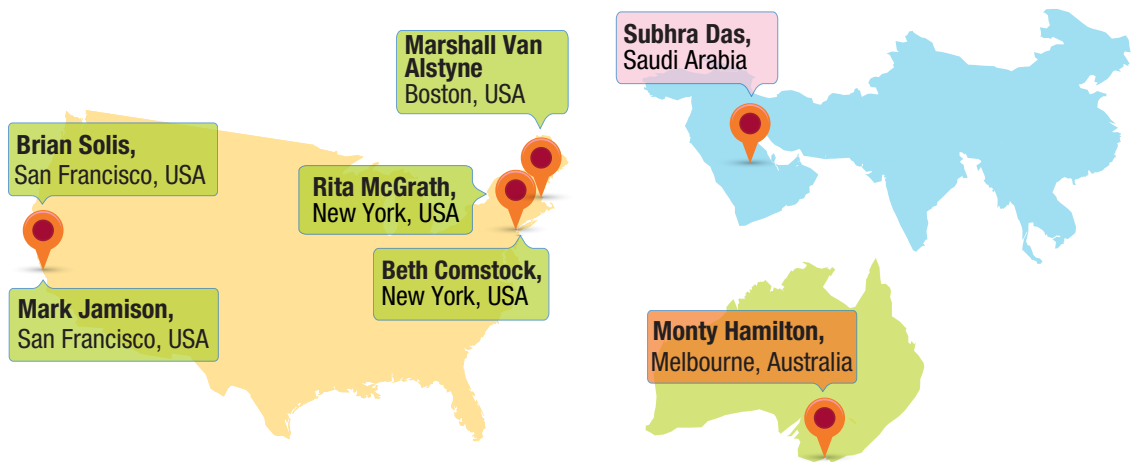 Marshall Van
Alstyne
Boston, USA
Brian Solis,
San Francisco, USA
Rita McGrath,
New York, USA
Beth Comstock,
New York, USA
Mark Jamison,
San Francisco, USA
Subhra Das,
Saudi Arabia
Monty Hamilton,
Melbourne, Australia